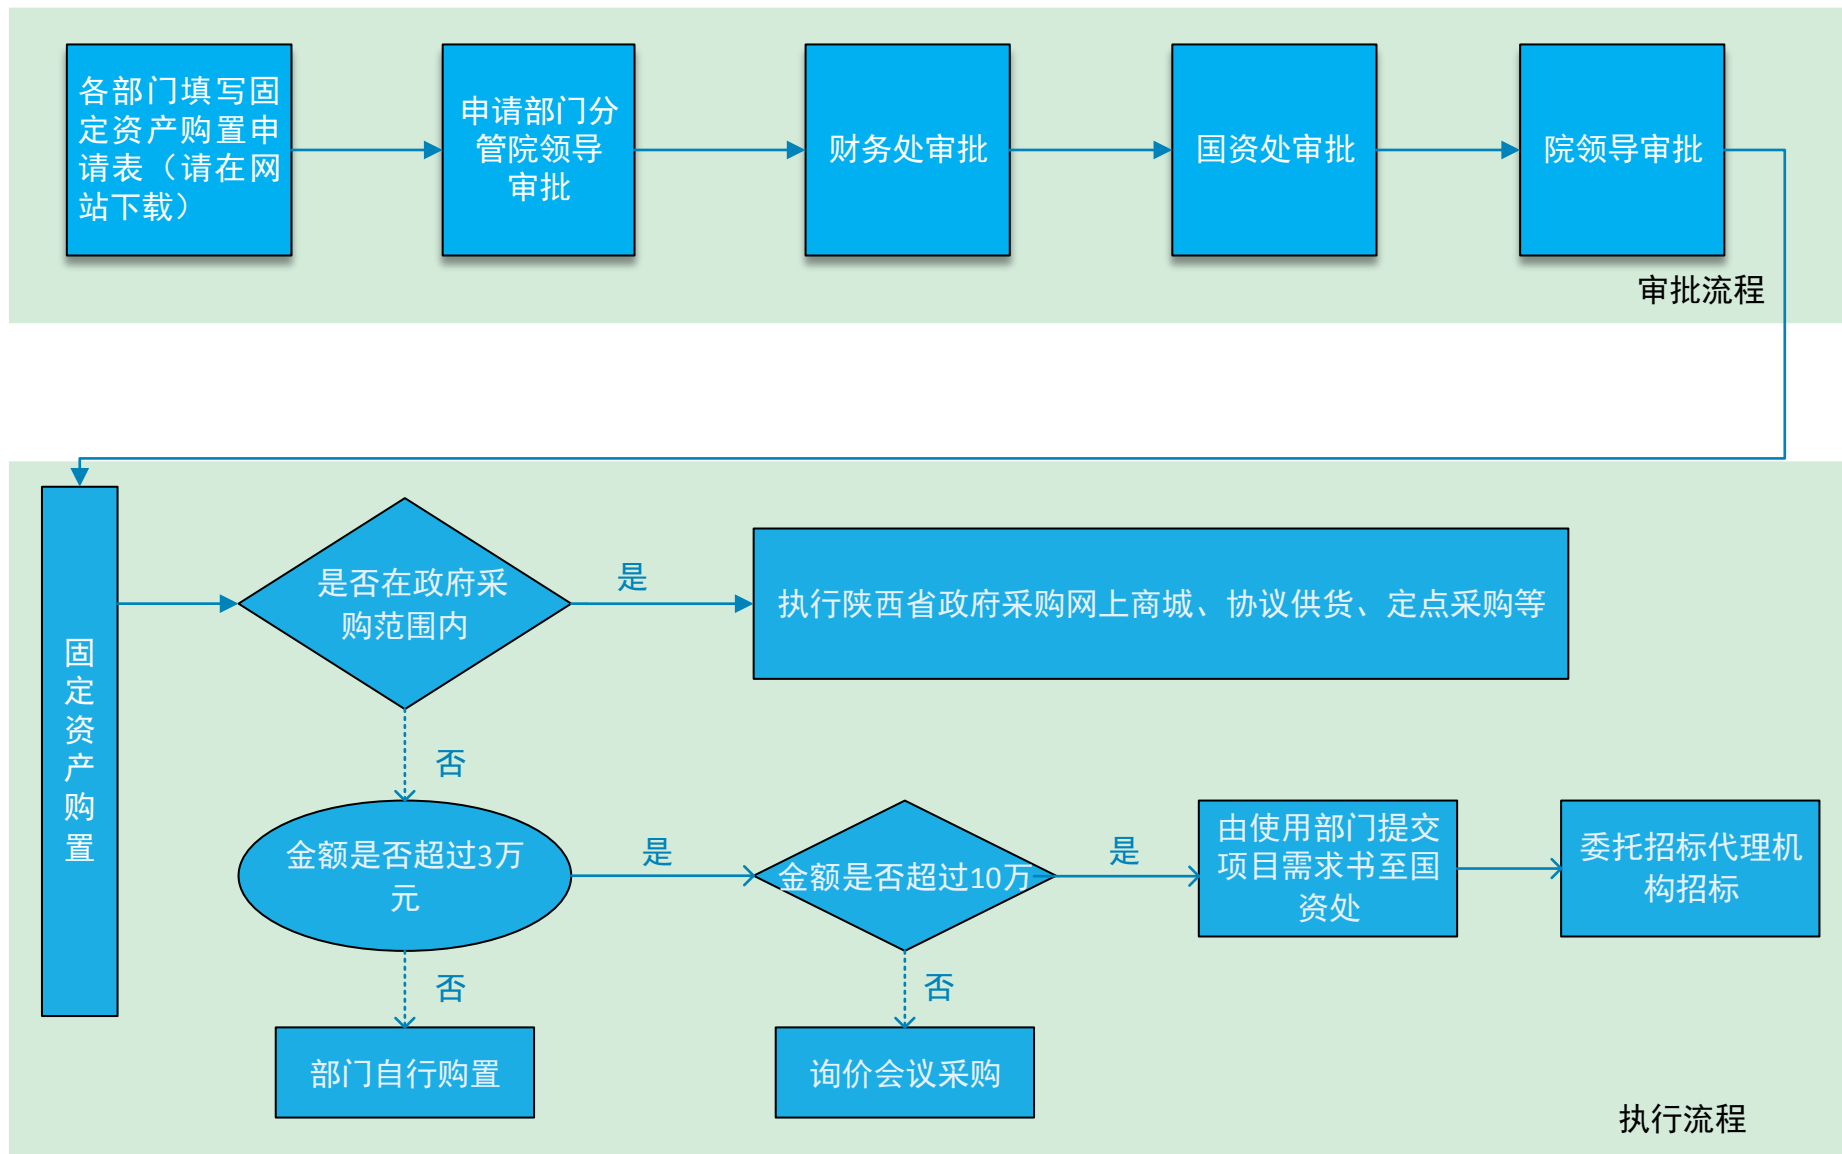 各部门填写固
定资产购置申
请表（请在网
站下载）
申请部门分
管院领导
审批
财务处审批
国资处审批
院领导审批
审批流程
固
定
资
产
购
置
是否在政府采
购范围内
是
执行陕西省政府采购网上商城、协议供货、定点采购等
否
金额是否超过3万
元
是
金额是否超过10万
是
由使用部门提交
项目需求书至国
资处
委托招标代理机
构招标
否
部门自行购置
否
询价会议采购
执行流程